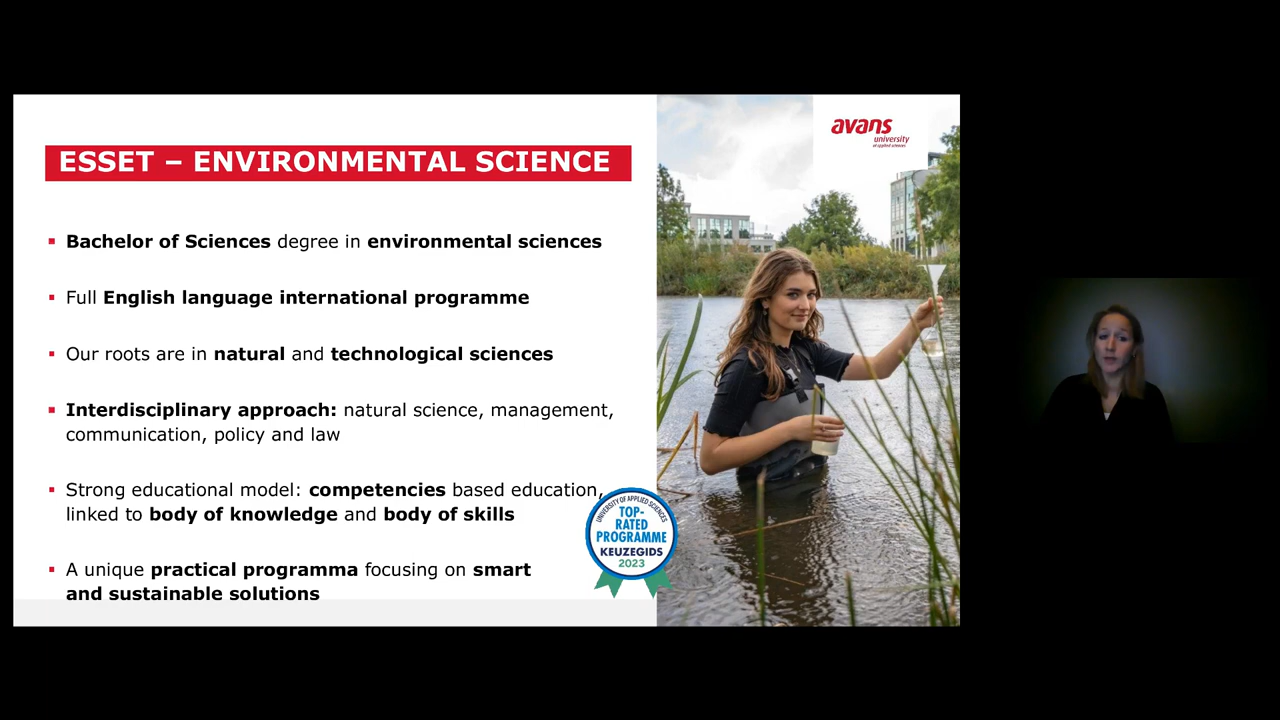 avans
university
of applied sciences
ESSET – ENVIRONMENTAL SCIENCE
▪ Bachelor of Sciences degree in environmental sciences
▪ Full English language international programme
▪ Our roots are in natural and technological sciences
▪ Interdisciplinary approach: natural science, management,
communication, policy and law
▪ Strong educational model: competencies based education,
linked to body of knowledge and body of skills
▪ A unique practical programma focusing on smart
and sustainable solutions
UNIVERSITY OF APPLIED SCIENCES
TOP-
RATED
PROGRAMME
KEUZEGIDS
2023